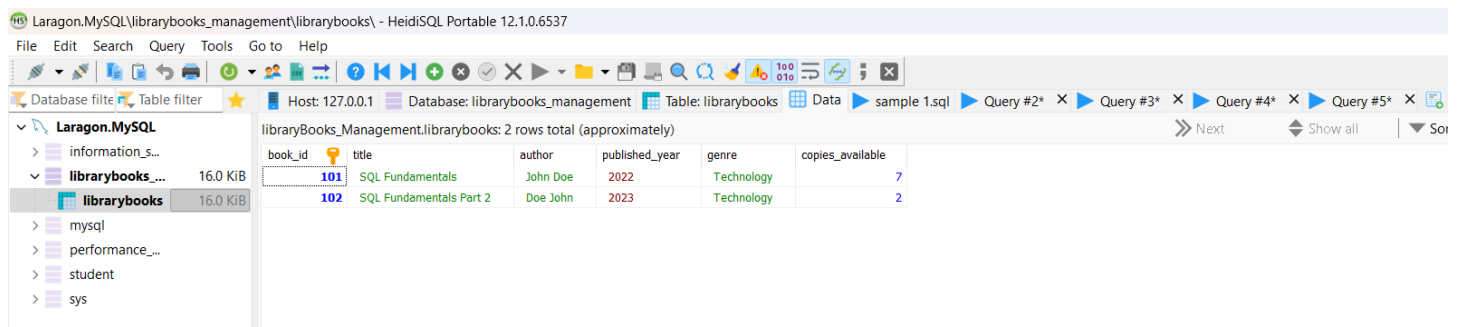 Laragon.MySQL\librarybooks_management\librarybooks\ - HeidiSQL Portable 12.1.0.6537
File Edit Search Query Tools Go to Help
Database filte Table filter Host: 127.0.0.1 Database: librarybooks_management Table: librarybooks Data sample 1.sql Query #2* Query #3* Query #4* Query #5*
Laragon.MySQL libraryBooks_Management.librarybooks: 2 rows total (approximately) Next Show all Sor
information_s... book_id title author published_year genre copies_available
librarybooks_... 16.0 KiB 101 SQL Fundamentals John Doe 2022 Technology 7
librarybooks 16.0 KiB 102 SQL Fundamentals Part 2 Doe John 2023 Technology 2
mysql
performance_...
student
sys